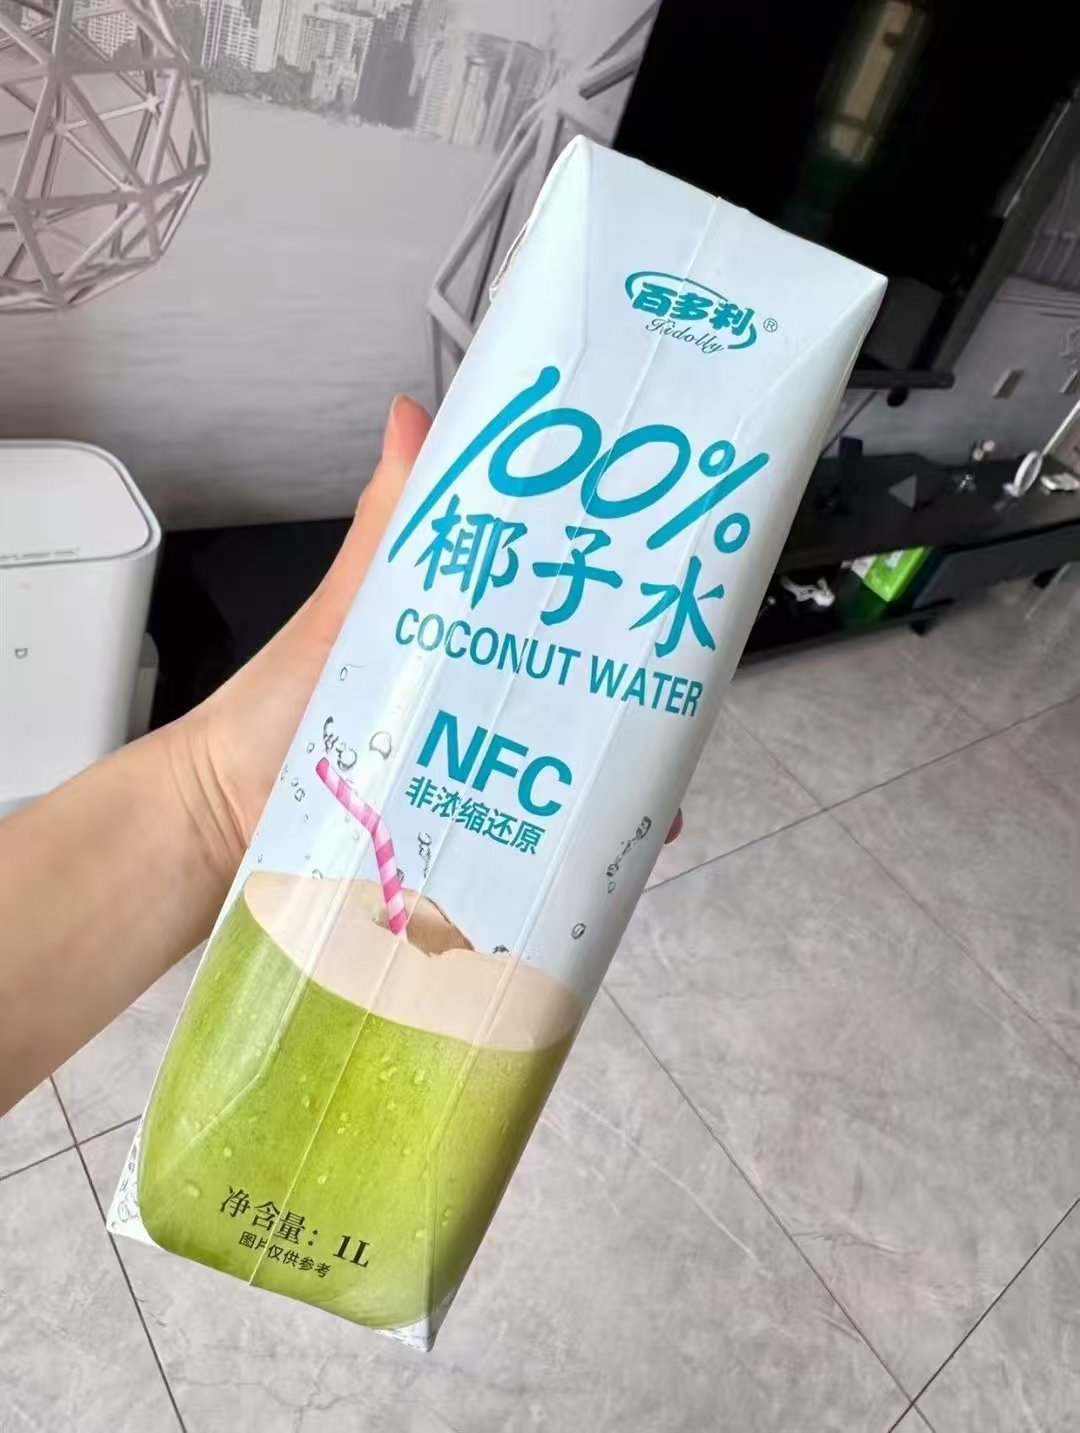 百多利®
Kidolly
100%
椰子水
COCONUT WATER
NFC
非浓缩还原
净含量：1L
图片仅供参考
D